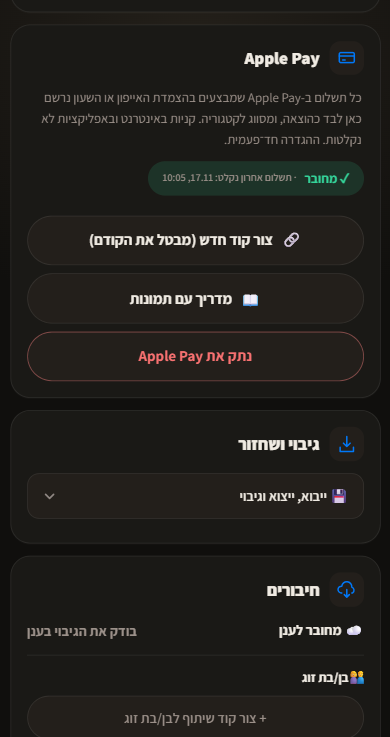 Apple Pay
כל תשלום ב-Apple Pay שמבצעים בהצמדת האייפון או השעון נרשם
כאן לבד כהוצאה, ומסווג לקטגוריה. קניות באינטרנט ובאפליקציות לא
נקלטות. ההגדרה חד־פעמית.
✓ מחובר · תשלום אחרון נקלט: 17.11, 10:05
צור קוד חדש (מבטל את הקודם)
מדריך עם תמונות
נתק את Apple Pay
גיבוי ושחזור
ייבוא, ייצוא וגיבוי
חיבורים
מחובר לענן
בודק את הגיבוי בענן
בן/בת זוג
+ צור קוד שיתוף לבן/בת זוג